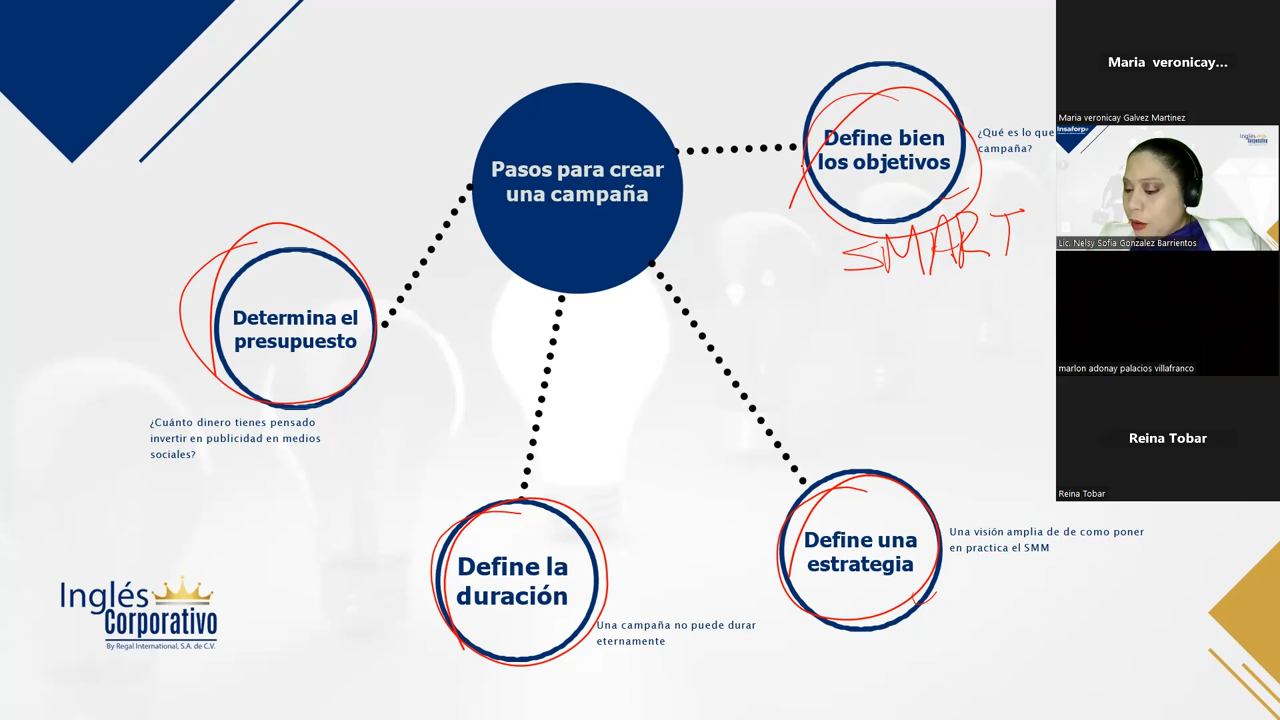 Pasos para crear
una campaña
Define bien
los objetivos
¿Qué es lo que
campaña?
SMART
Determina el
presupuesto
¿Cuánto dinero tienes pensado
invertir en publicidad en medios
sociales?
Define la
duración
Una campaña no puede durar
eternamente
Define una
estrategia
Una visión amplia de de como poner
en practica el SMM
Inglés
Corporativo
By Regal International, S.A. de C.V.
Maria veronicay...
Maria veronicay Galvez Martinez
Insaforp
Inglés
Corporativo
Lic. Nelsy Sofia Gonzalez Barrientos
marlon adonay palacios villafranco
Reina Tobar
Reina Tobar